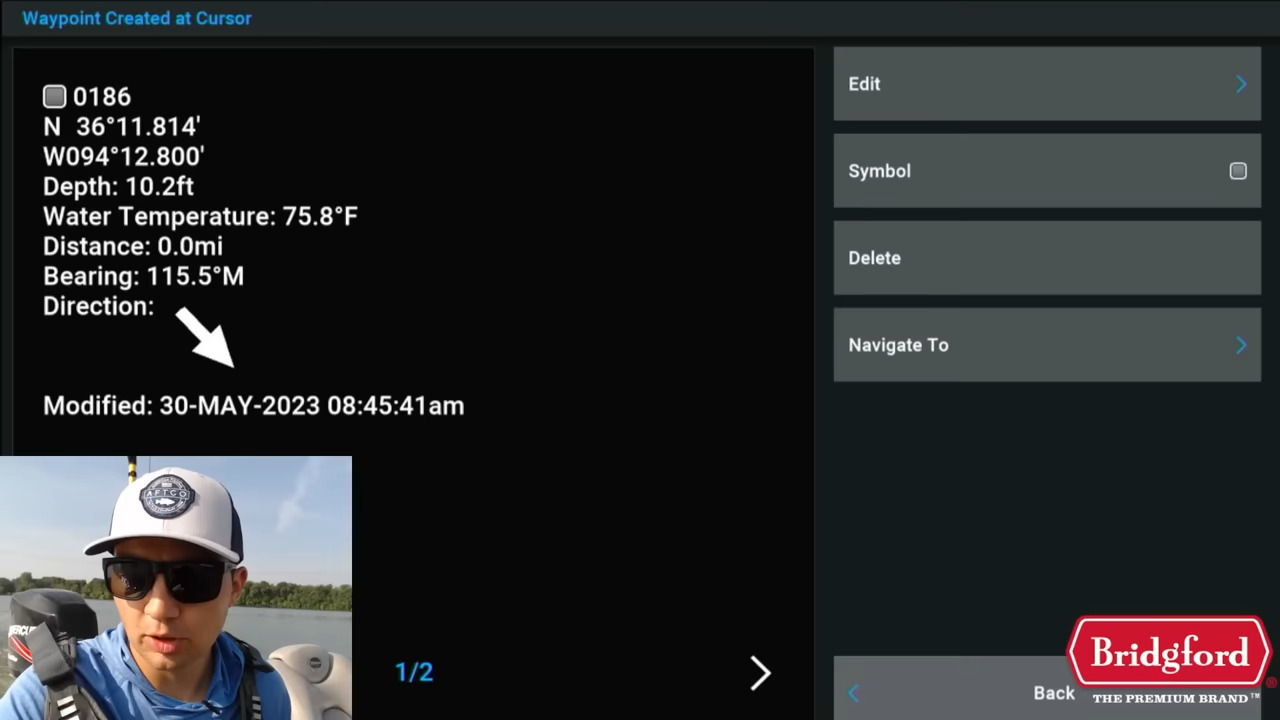 Waypoint Created at Cursor
0186
N 36°11.814'
W094°12.800'
Depth: 10.2ft
Water Temperature: 75.8°F
Distance: 0.0mi
Bearing: 115.5°M
Direction:
Modified: 30-MAY-2023 08:45:41am
1/2
Edit
Symbol
Delete
Navigate To
Back
AFTCO
Bridgford
®
THE PREMIUM BRAND™